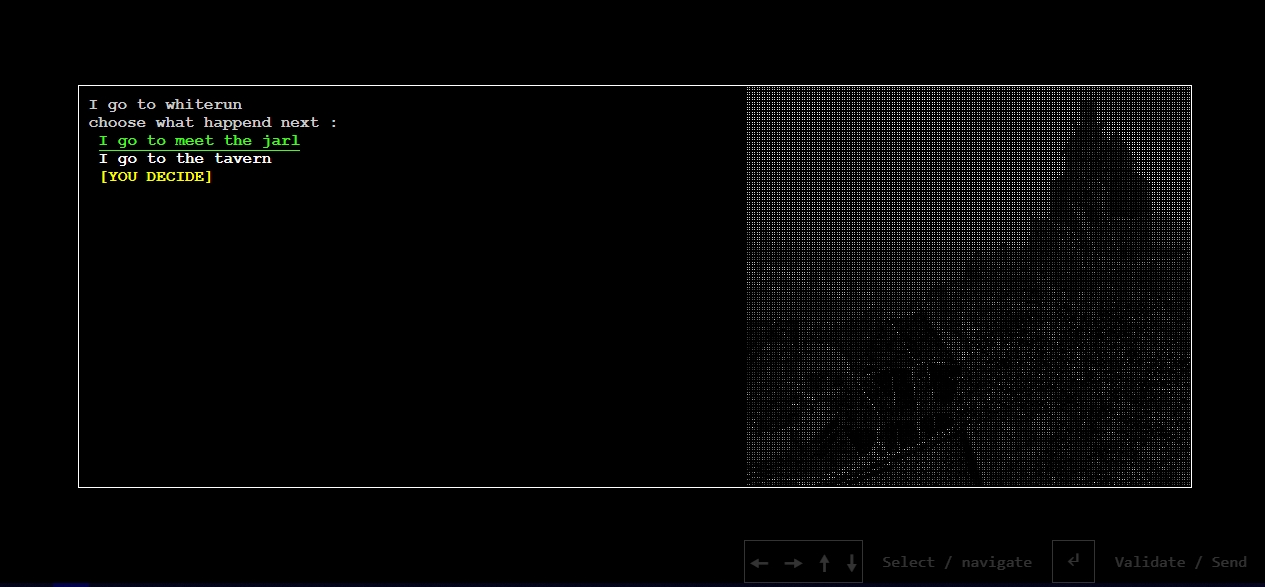 I go to whiterun
choose what happend next :
I go to meet the jarl
I go to the tavern
[YOU DECIDE]
← → ↑ ↓ Select / navigate ↵ Validate / Send